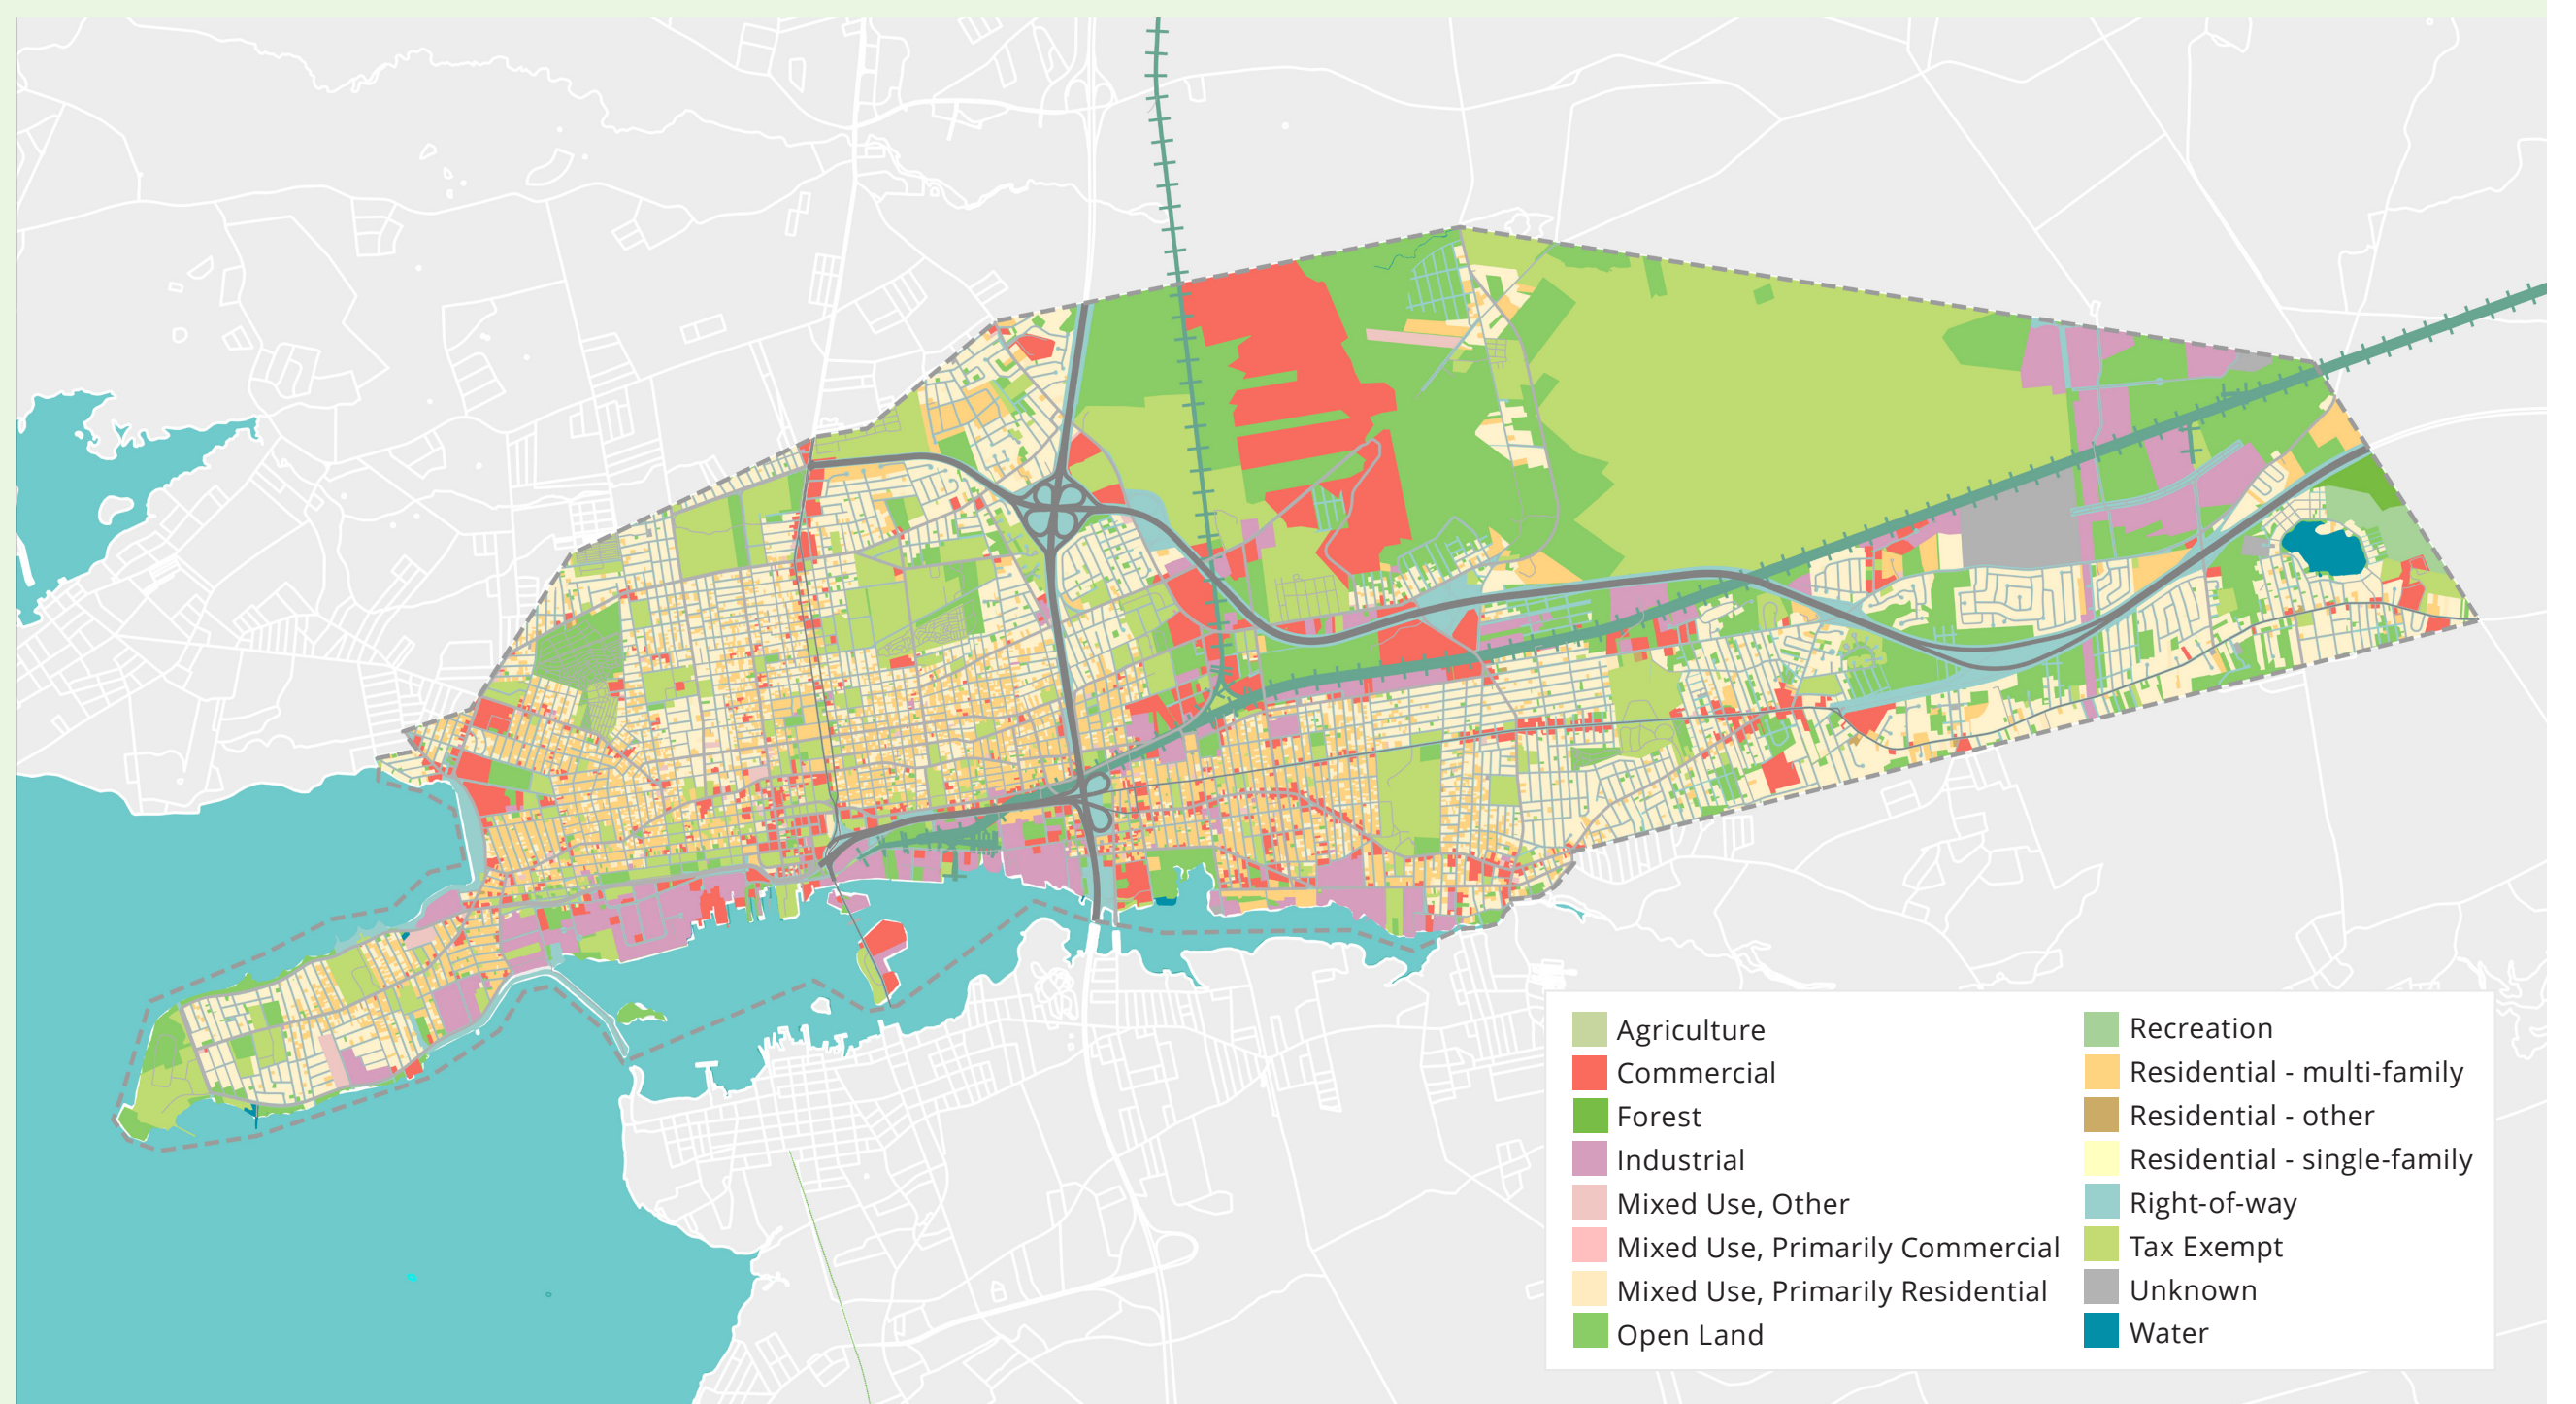 Agriculture
Commercial
Forest
Industrial
Mixed Use, Other
Mixed Use, Primarily Commercial
Mixed Use, Primarily Residential
Open Land
Recreation
Residential - multi-family
Residential - other
Residential - single-family
Right-of-way
Tax Exempt
Unknown
Water